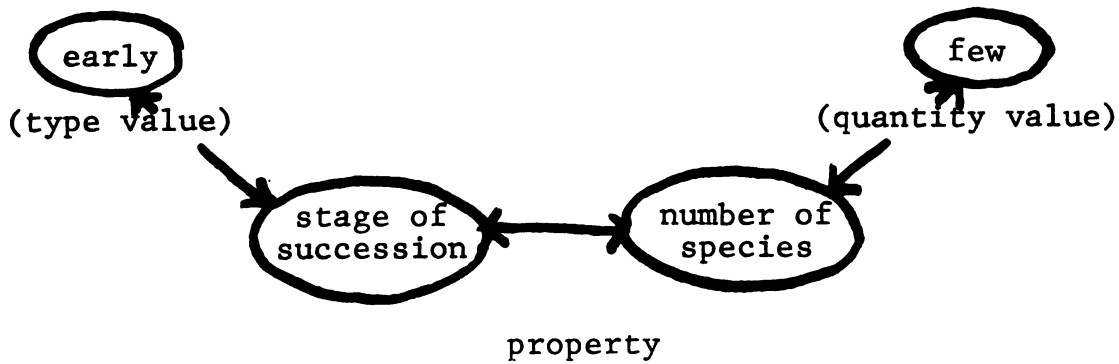 early
few
(type value)
(quantity value)
stage of
succession
number of
species
property